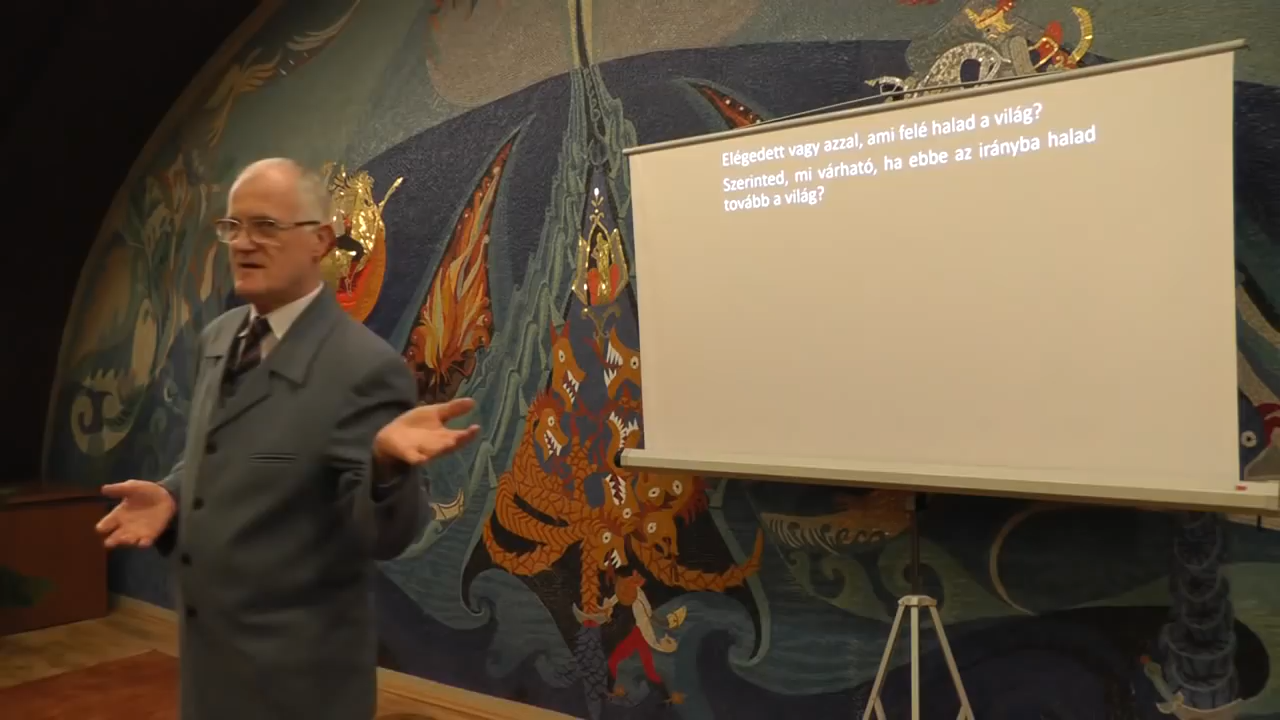 Elégedett vagy azzal, ami felé halad a világ?
Szerinted, mi várható, ha ebbe az irányba halad
tovább a világ?